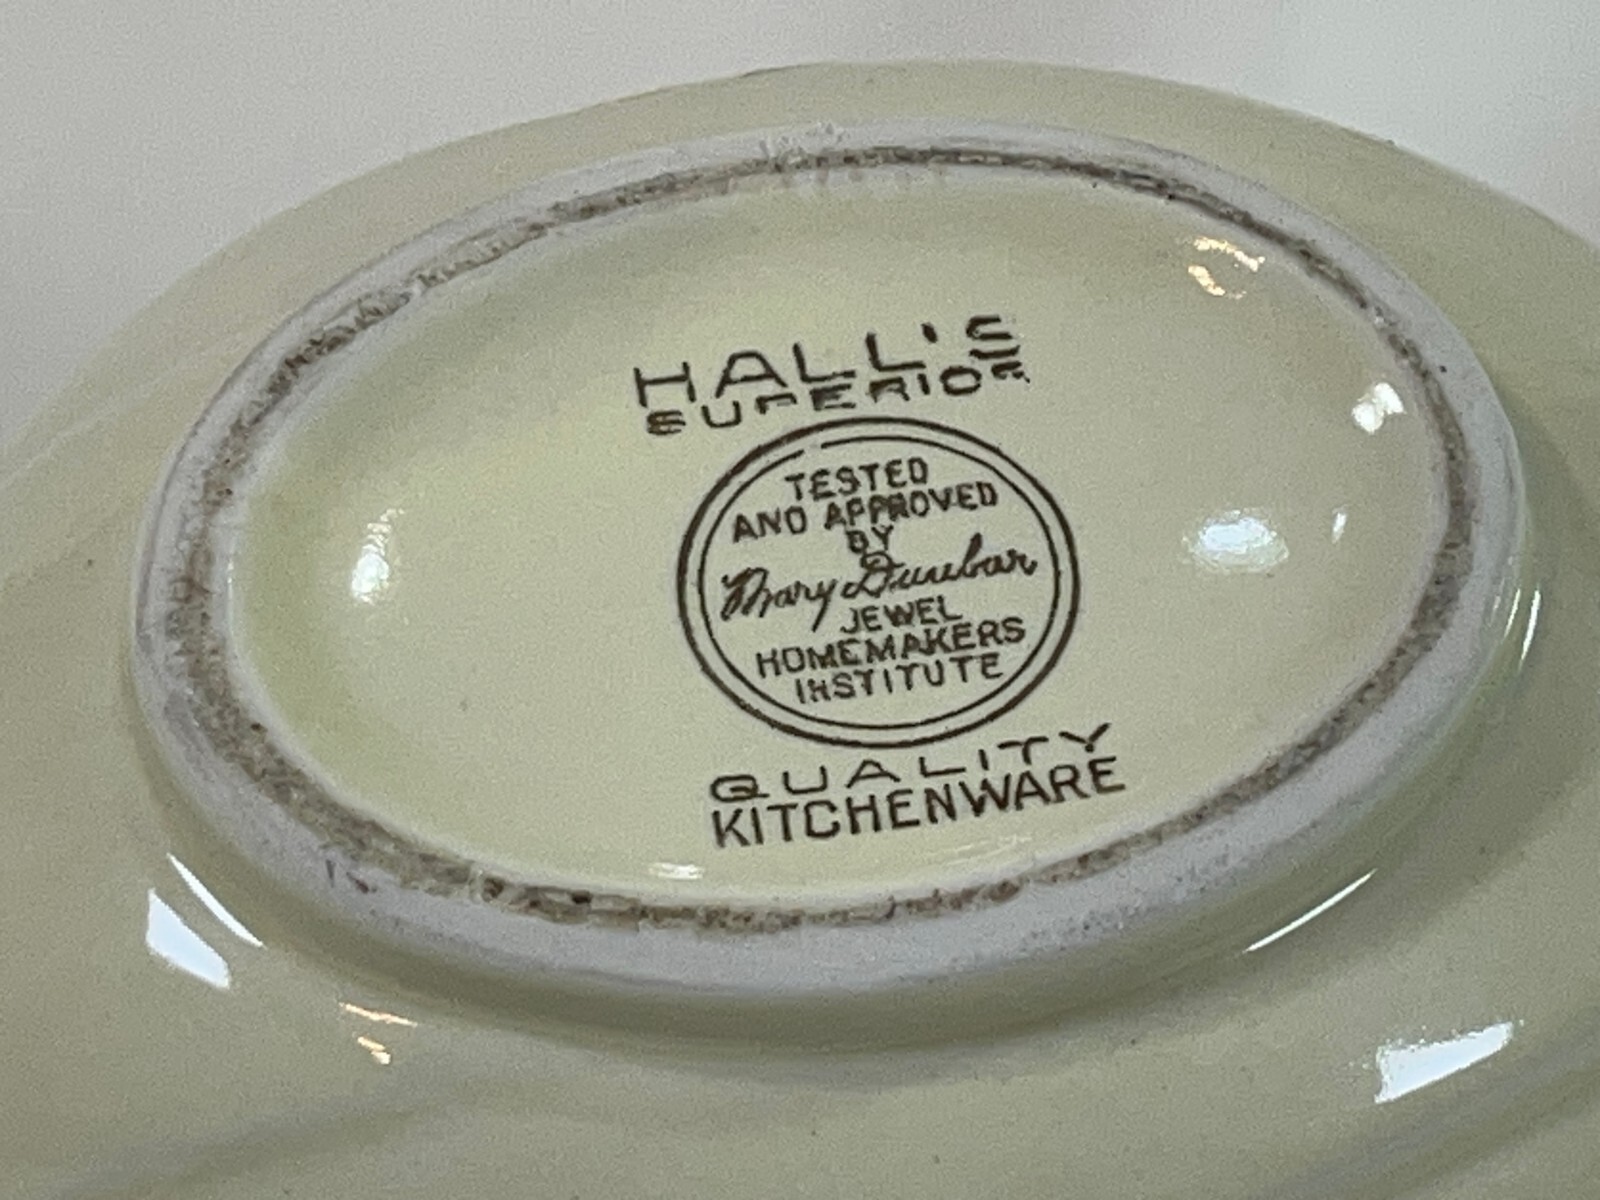 HALL'S
SUPERIOR
TESTED
AND APPROVED
BY
Mary Dunbar
JEWEL
HOMEMAKERS
INSTITUTE
QUALITY
KITCHENWARE